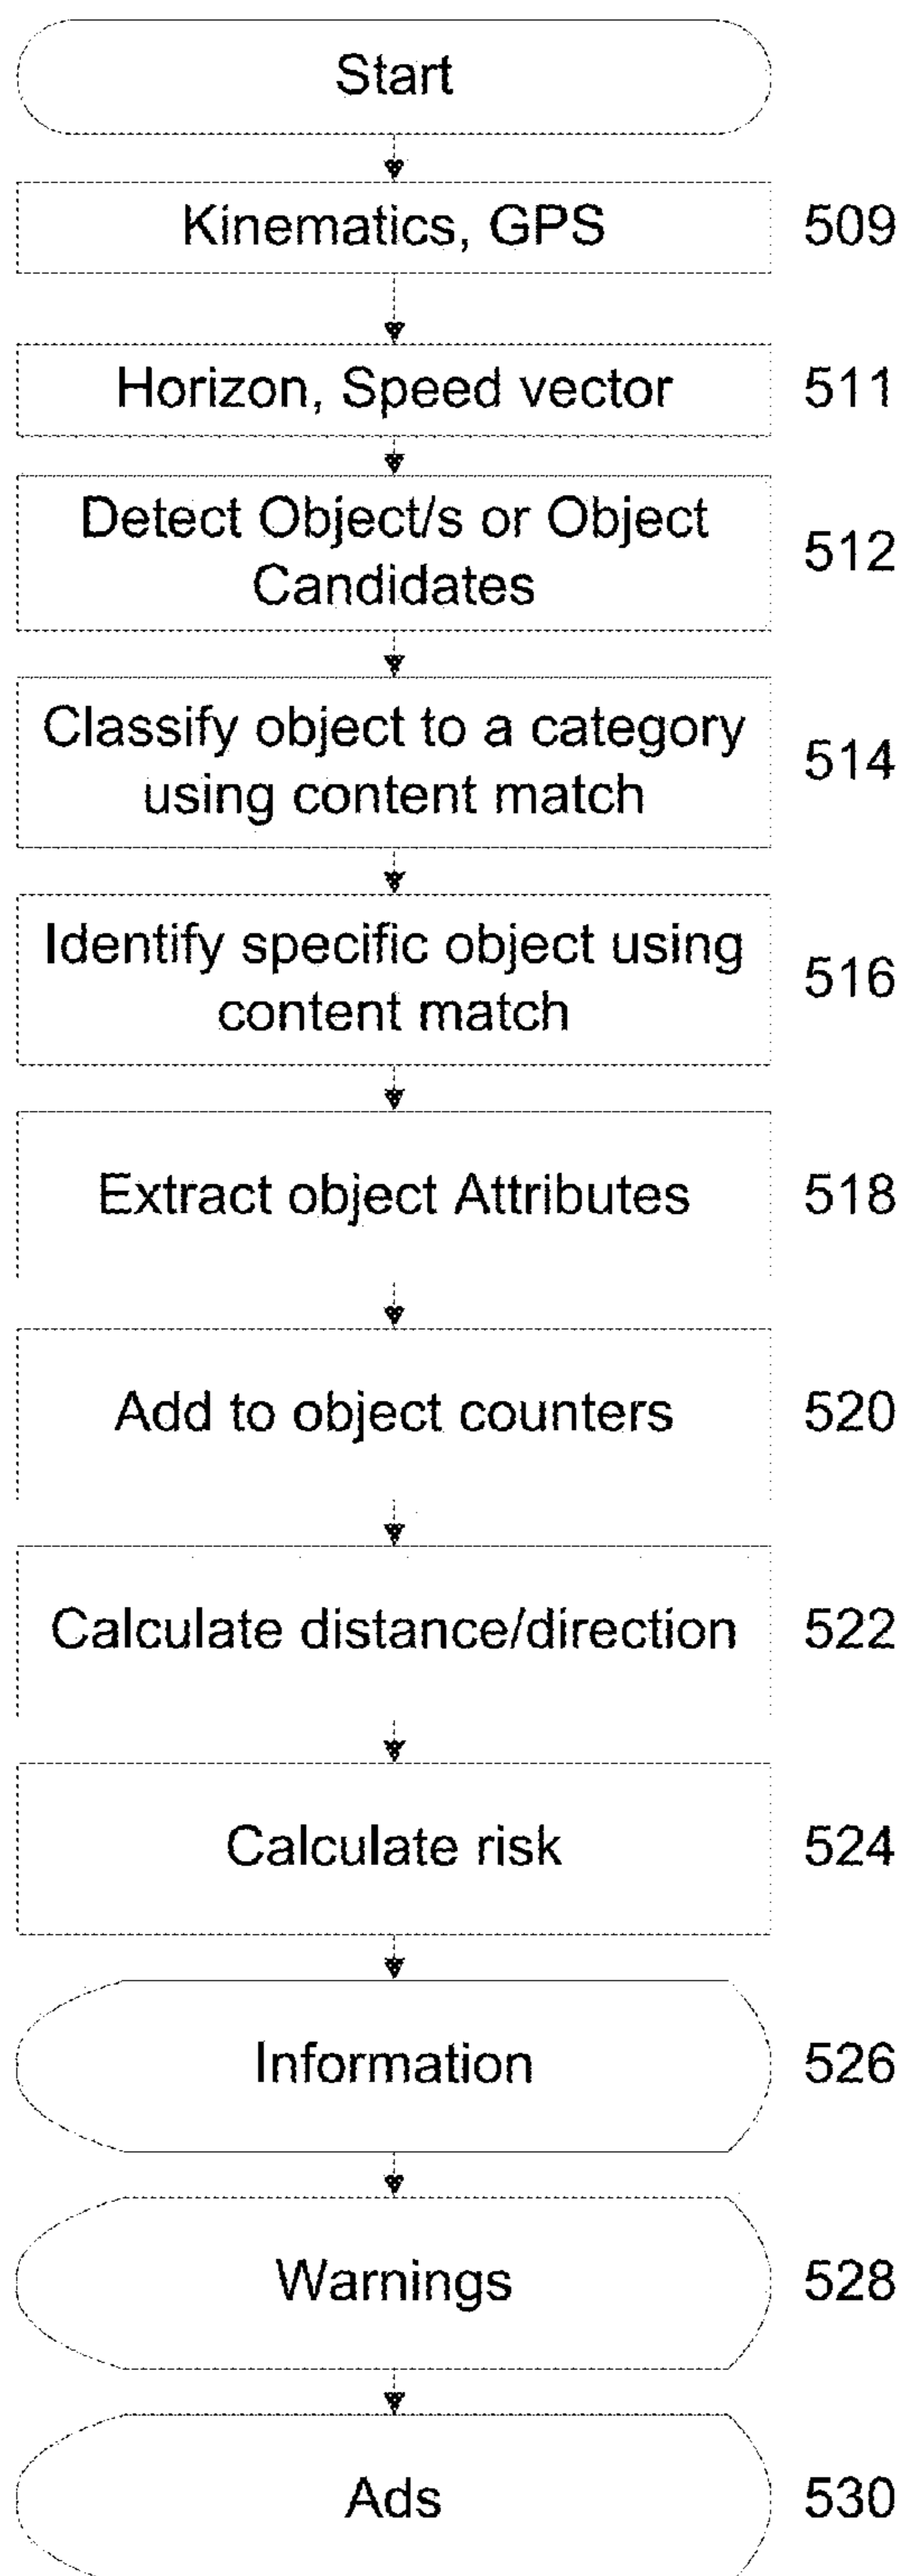 Start
Kinematics, GPS
509
Horizon, Speed vector
511
Detect Object/s or Object
Candidates
512
Classify object to a category
using content match
514
Identify specific object using
content match
516
Extract object Attributes
518
Add to object counters
520
Calculate distance/direction
522
Calculate risk
524
Information
526
Warnings
528
Ads
530